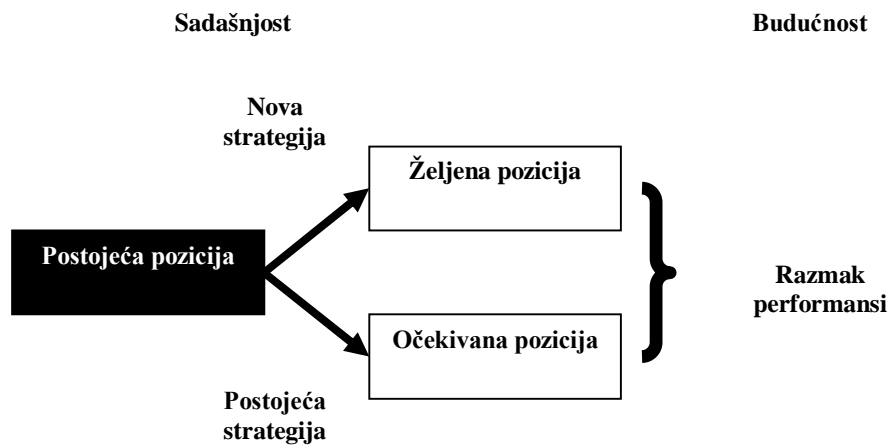 Sadašnjost
Budućnost
Nova
strategija
Željena pozicija
Postojeća pozicija
Razmak
performansi
Očekivana pozicija
Postojeća
strategija